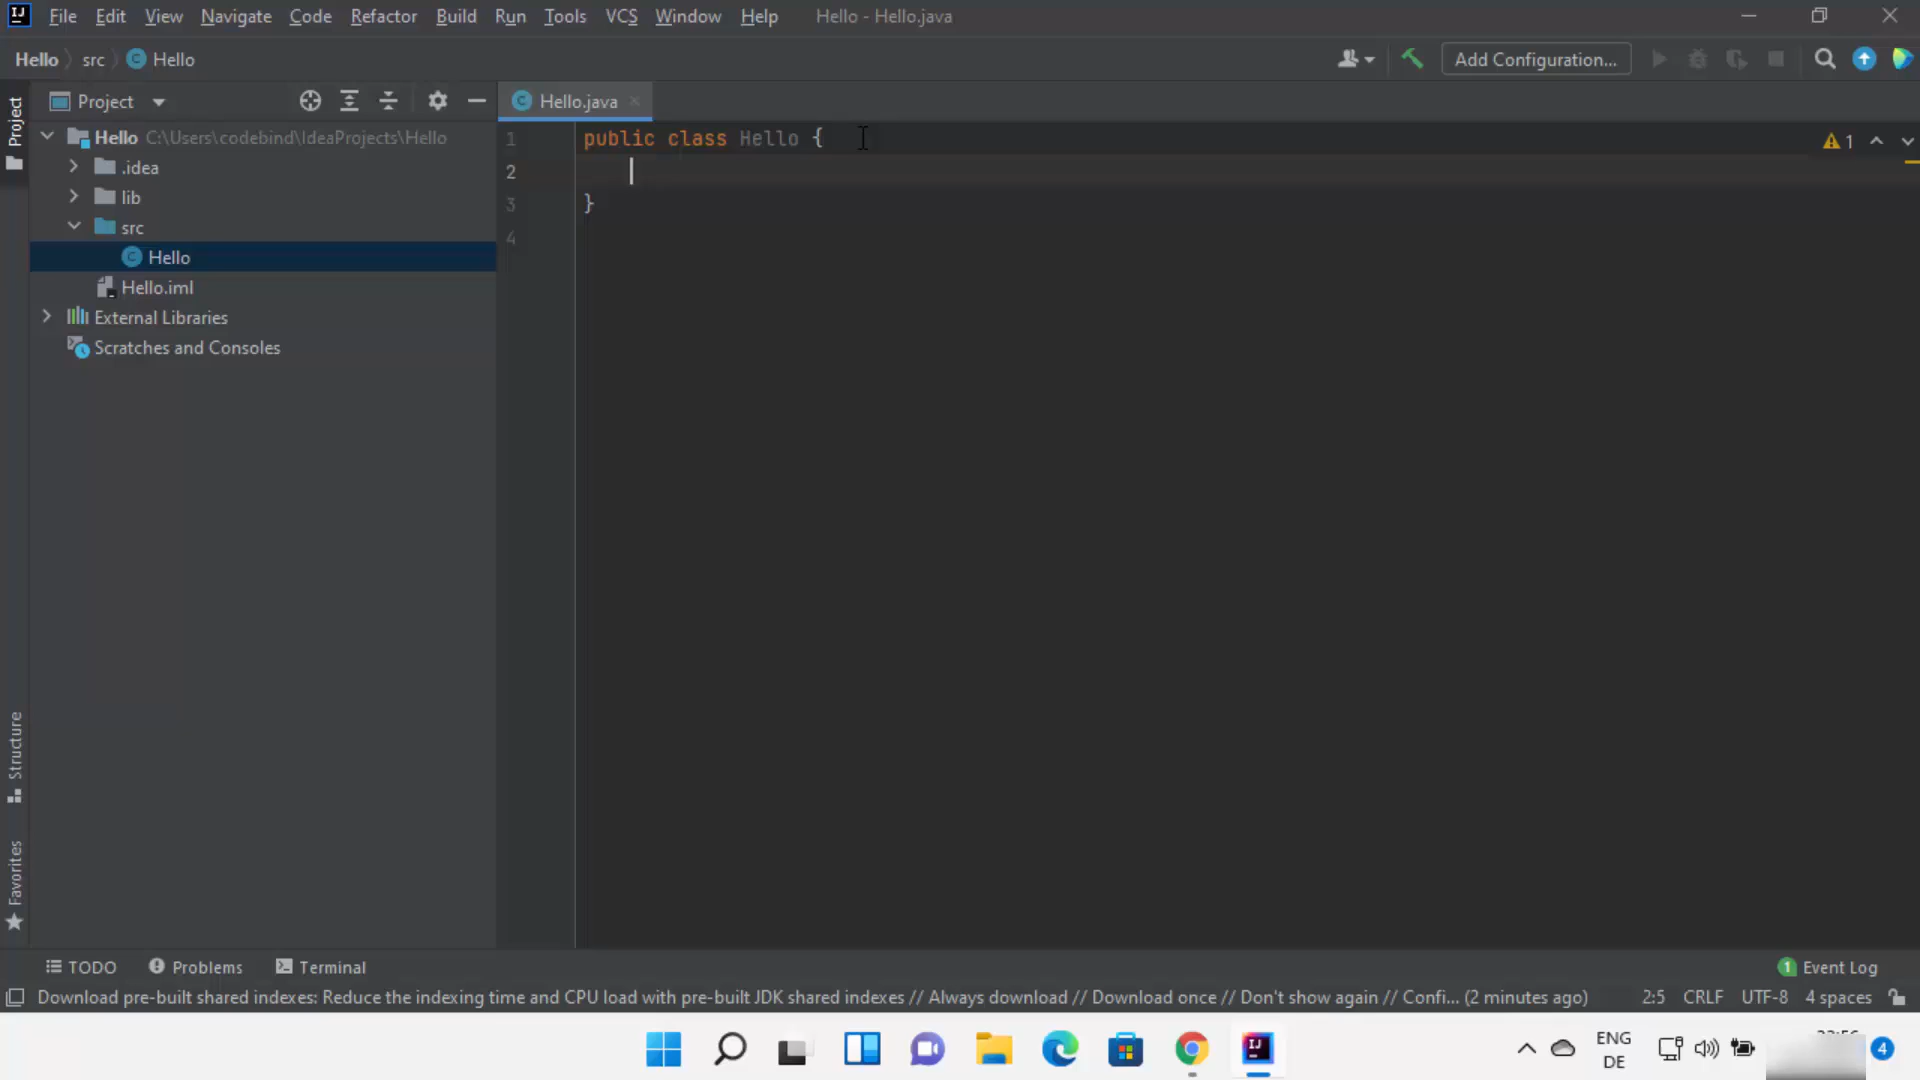 IJ File Edit View Navigate Code Refactor Build Run Tools VCS Window Help Hello - Hello.java
Hello src Hello Add Configuration...
Project
Project
Hello C:\Users\codebind\IdeaProjects\Hello
.idea
lib
src
Hello
Hello.iml
External Libraries
Scratches and Consoles
Structure
Favorites
Hello.java
1 public class Hello {
2
3 }
4
1
TODO Problems Terminal 1 Event Log
Download pre-built shared indexes: Reduce the indexing time and CPU load with pre-built JDK shared indexes // Always download // Download once // Don't show again // Confi... (2 minutes ago) 2:5 CRLF UTF-8 4 spaces
IJ
ENG
DE
4